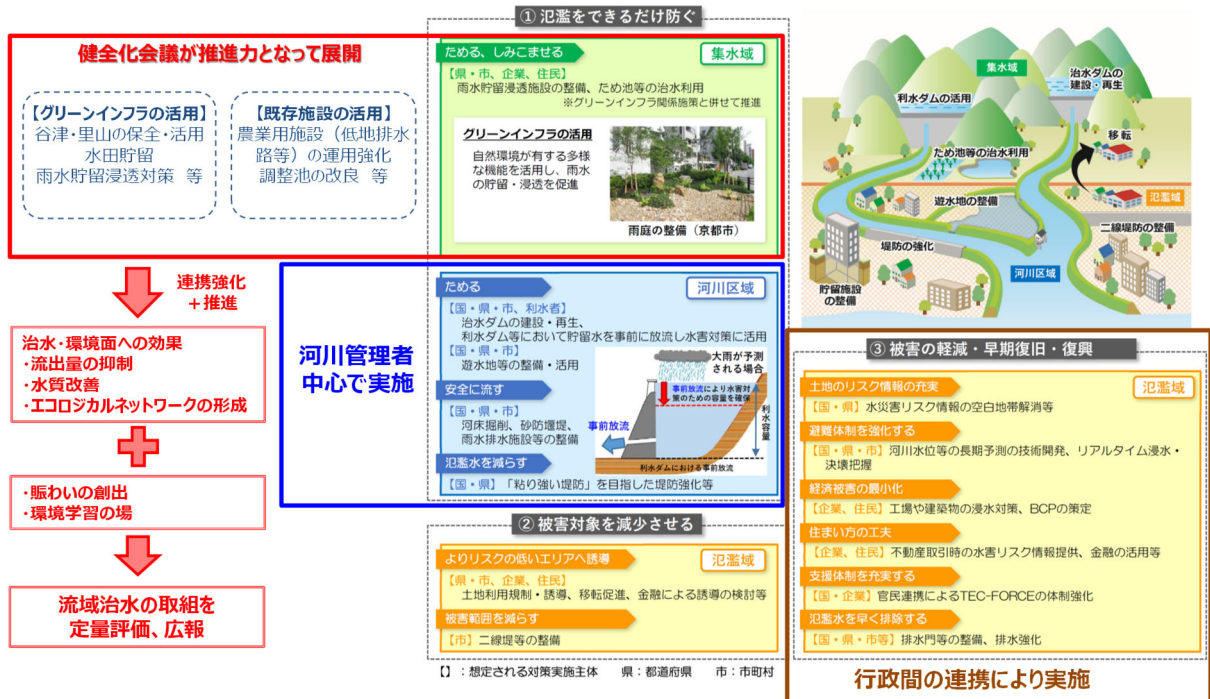 ① 氾濫をできるだけ防ぐ
健全化会議が推進力となって展開
【グリーンインフラの活用】
谷津・里山の保全・活用
水田貯留
雨水貯留浸透対策 等
【既存施設の活用】
農業用施設（低地排水
路等）の運用強化
調整池の改良 等
ためる、しみこませる
集水域
【県・市、企業、住民】
雨水貯留浸透施設の整備、ため池等の治水利用
※グリーンインフラ関係施策と併せて推進
グリーンインフラの活用
自然環境が有する多様
な機能を活用し、雨水
の貯留・浸透を促進
雨庭の整備（京都市）
連携強化
＋推進
治水・環境面への効果
・流出量の抑制
・水質改善
・エコロジカルネットワークの形成
・賑わいの創出
・環境学習の場
流域治水の取組を
定量評価、広報
河川管理者
中心で実施
ためる
河川区域
【国・県・市、利水者】
治水ダムの建設・再生、
利水ダム等において貯留水を事前に放流し水害対策に活用
【国・県・市】
遊水地等の整備・活用
安全に流す
【国・県・市】
河床掘削、砂防堰堤、
雨水排水施設等の整備
氾濫水を減らす
【国・県】「粘り強い堤防」を目指した堤防強化等
大雨が予測
される場合
事前放流により水害対
策のための容量を確保
利水容量
事前放流
利水ダムにおける事前放流
② 被害対象を減少させる
よりリスクの低いエリアへ誘導
氾濫域
【県・市、企業、住民】
土地利用規制・誘導、移転促進、金融による誘導の検討等
被害範囲を減らす
【市】二線堤等の整備
【】：想定される対策実施主体 県：都道府県 市：市町村
集水域
治水ダムの
建設・再生
利水ダムの活用
移転
ため池等の治水利用
氾濫域
遊水地の整備
二線堤防の整備
堤防の強化
河川区域
貯留施設
の整備
③ 被害の軽減・早期復旧・復興
土地のリスク情報の充実
氾濫域
【国・県】水災害リスク情報の空白地帯解消等
避難体制を強化する
【国・県・市】河川水位等の長期予測の技術開発、リアルタイム浸水・
決壊把握
経済被害の最小化
【企業、住民】工場や建築物の浸水対策、BCPの策定
住まい方の工夫
【企業、住民】不動産取引時の水害リスク情報提供、金融の活用等
支援体制を充実する
【国・企業】官民連携によるTEC-FORCEの体制強化
氾濫水を早く排除する
【国・県・市等】排水門等の整備、排水強化
行政間の連携により実施